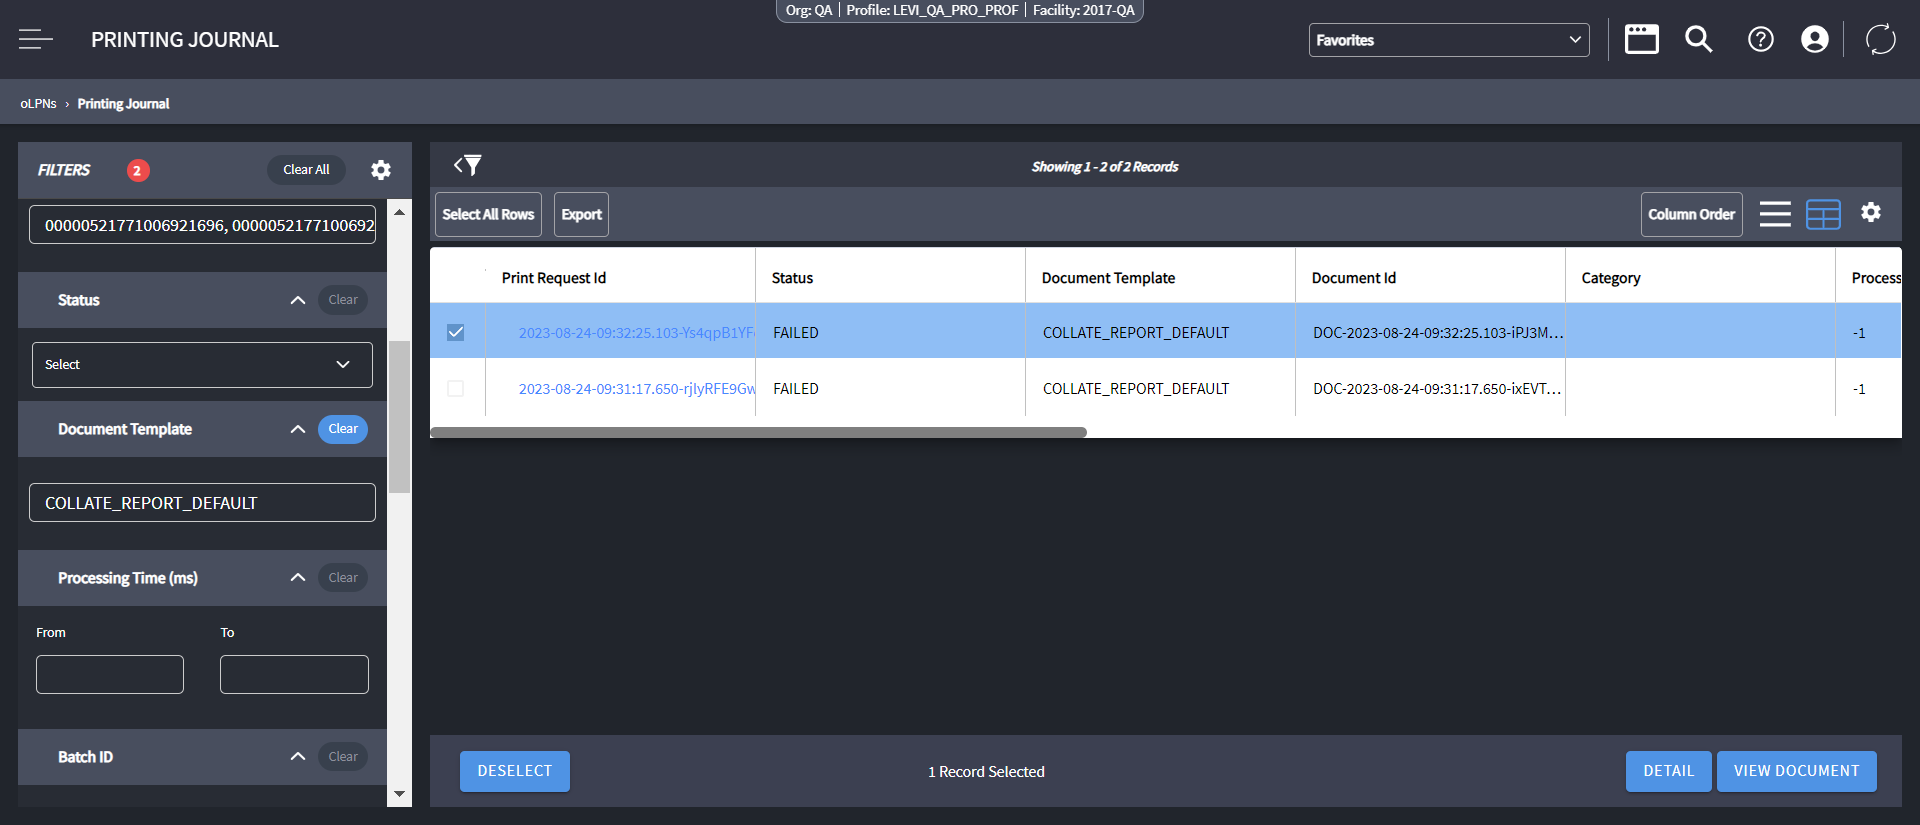 Org: QA | Profile: LEVI_QA_PRO_PROF | Facility: 2017-QA
PRINTING JOURNAL
Favorites
oLPNs › Printing Journal
FILTERS 2 Clear All
00000521771006921696, 0000052177100692
Status Clear
Select
Document Template Clear
COLLATE_REPORT_DEFAULT
Processing Time (ms) Clear
From To
Batch ID Clear
Showing 1 - 2 of 2 Records
Select All Rows Export Column Order
Print Request Id Status Document Template Document Id Category Process
2023-08-24-09:32:25.103-Ys4qpB1YF FAILED COLLATE_REPORT_DEFAULT DOC-2023-08-24-09:32:25.103-iPJ3M... -1
2023-08-24-09:31:17.650-rjlyRFE9Gw FAILED COLLATE_REPORT_DEFAULT DOC-2023-08-24-09:31:17.650-ixEVT... -1
DESELECT 1 Record Selected DETAIL VIEW DOCUMENT